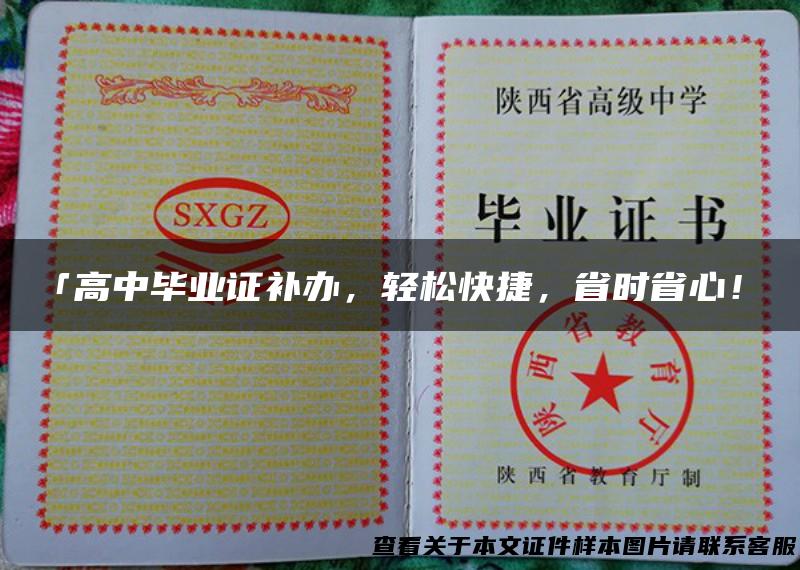 SXGZ
陕西省高级中学
毕业证书
「高中毕业证补办，轻松快捷，省时省心！
陕西省教育厅
陕西省教育厅制
查看关于本文证件样本图片请联系客服